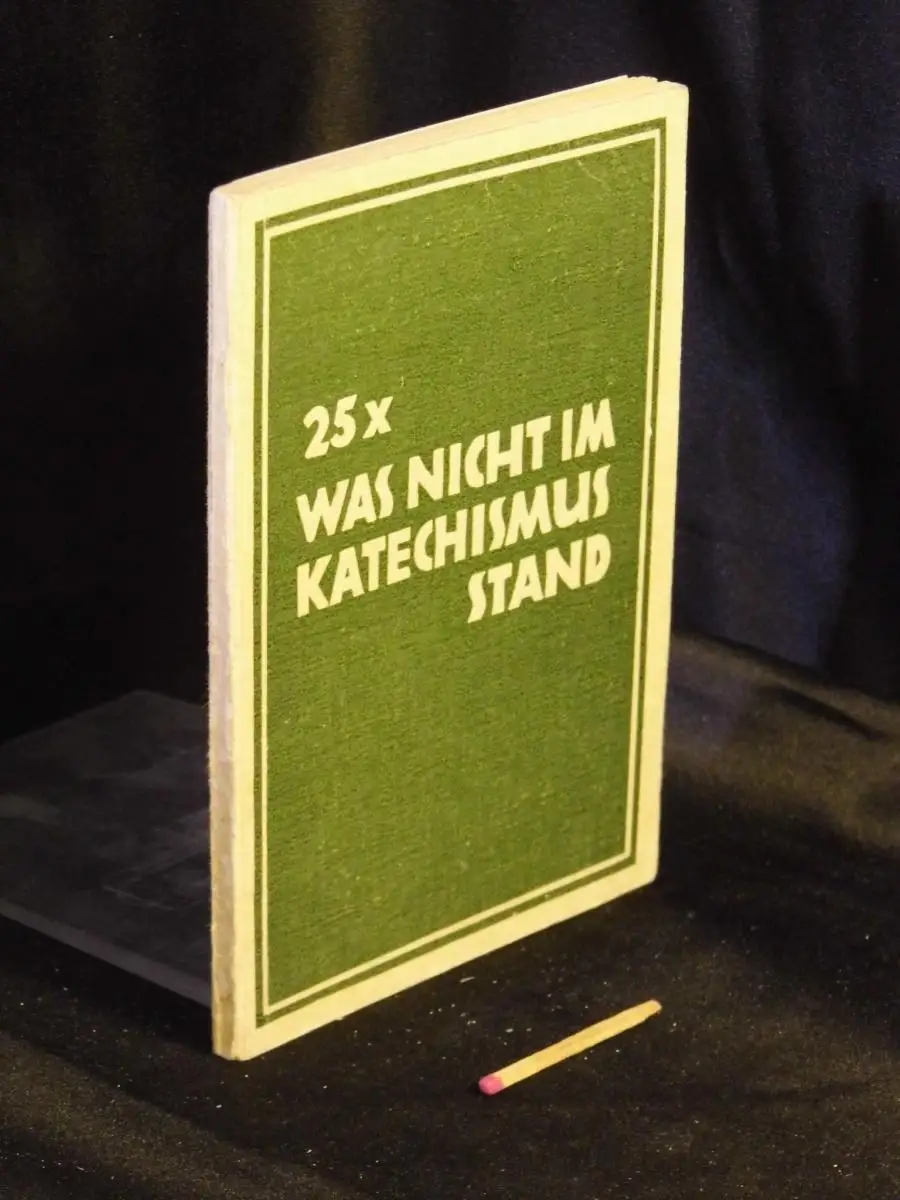 25 x
WAS NICHT IM
KATECHISMUS
STAND